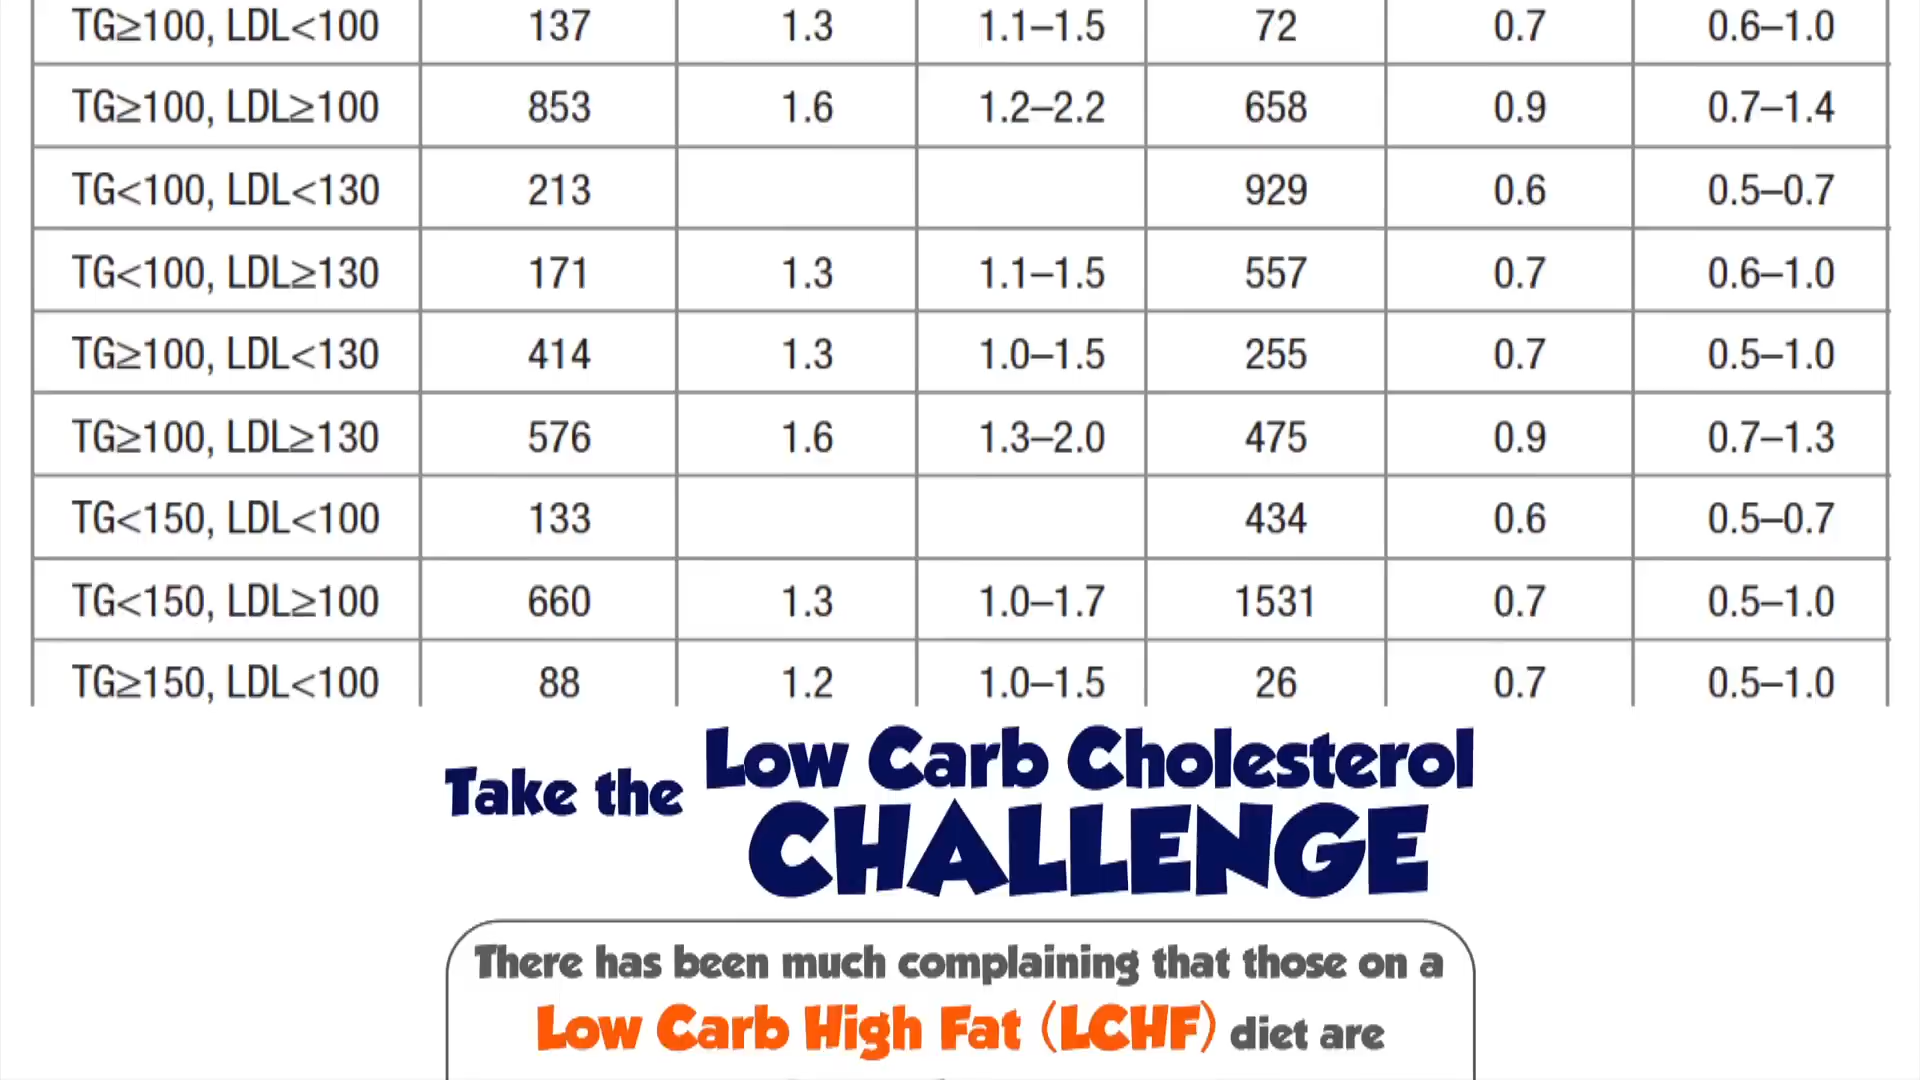 TG≥100, LDL<100 137 1.3 1.1–1.5 72 0.7 0.6–1.0
TG≥100, LDL≥100 853 1.6 1.2–2.2 658 0.9 0.7–1.4
TG<100, LDL<130 213 929 0.6 0.5–0.7
TG<100, LDL≥130 171 1.3 1.1–1.5 557 0.7 0.6–1.0
TG≥100, LDL<130 414 1.3 1.0–1.5 255 0.7 0.5–1.0
TG≥100, LDL≥130 576 1.6 1.3–2.0 475 0.9 0.7–1.3
TG<150, LDL<100 133 434 0.6 0.5–0.7
TG<150, LDL≥100 660 1.3 1.0–1.7 1531 0.7 0.5–1.0
TG≥150, LDL<100 88 1.2 1.0–1.5 26 0.7 0.5–1.0
Take the Low Carb Cholesterol
CHALLENGE
There has been much complaining that those on a
Low Carb High Fat (LCHF) diet are